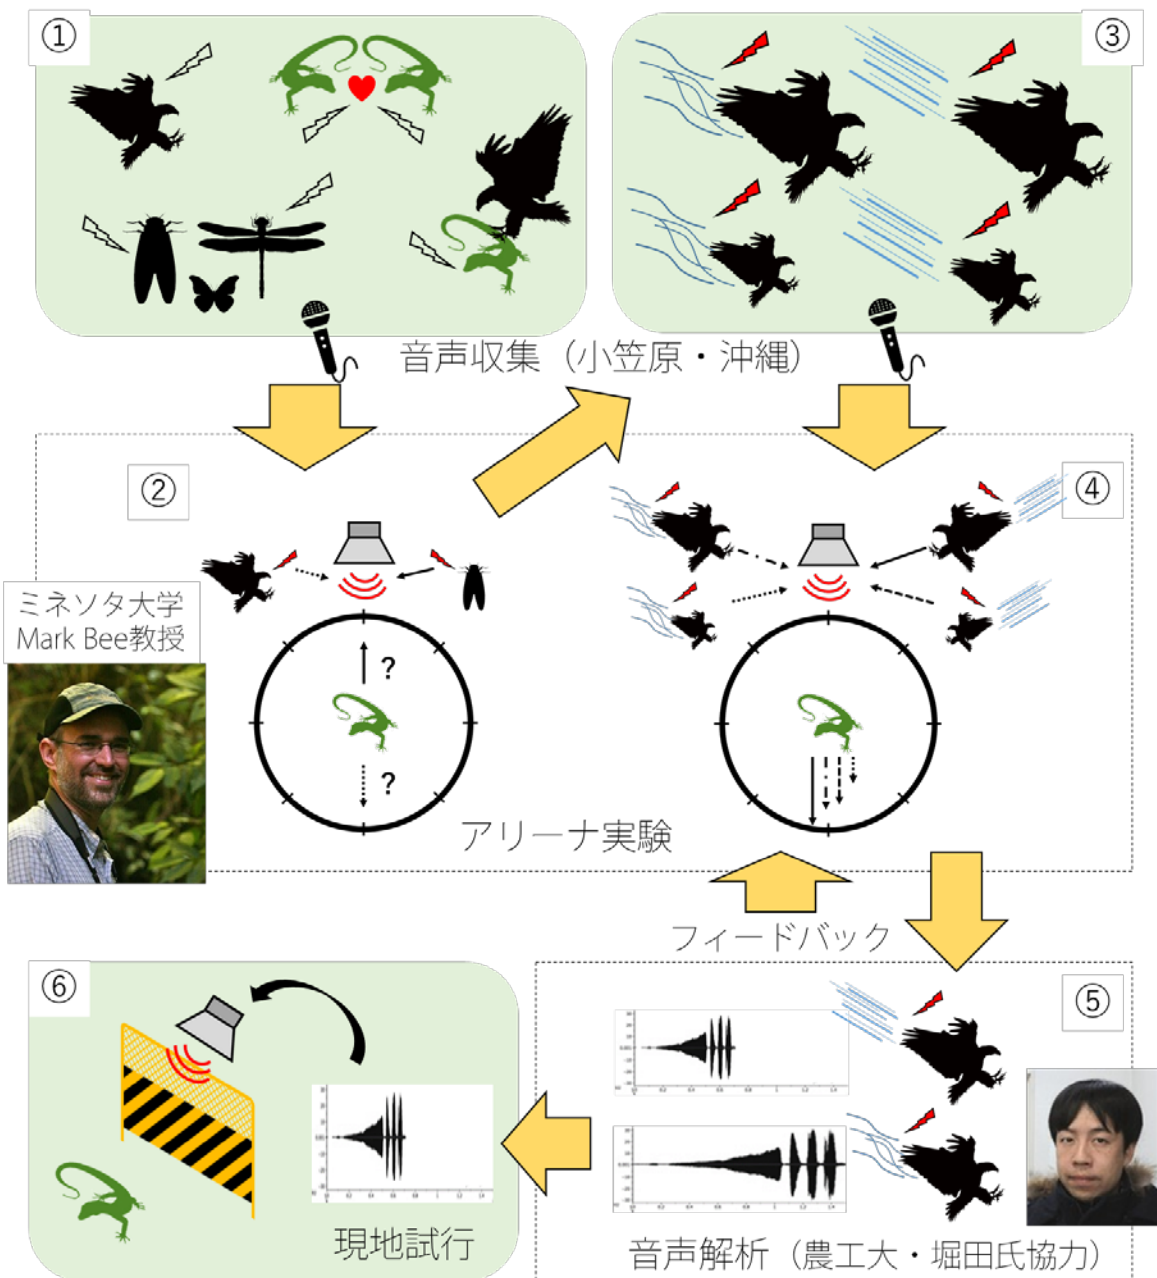 ①
③
音声収集（小笠原・沖縄）
②
④
ミネソタ大学
Mark Bee教授
?
?
アリーナ実験
フィードバック
⑥
⑤
現地試行
音声解析（農工大・堀田氏協力）